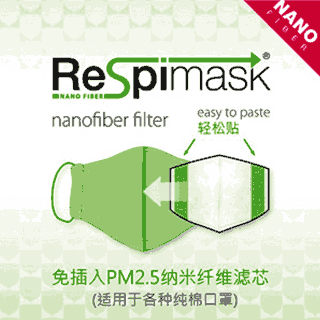 NANO
FIBER
ReSpimask®
NANO FIBER
nanofiber filter
easy to paste
轻松贴
免插入PM2.5纳米纤维滤芯
(适用于各种纯棉口罩)